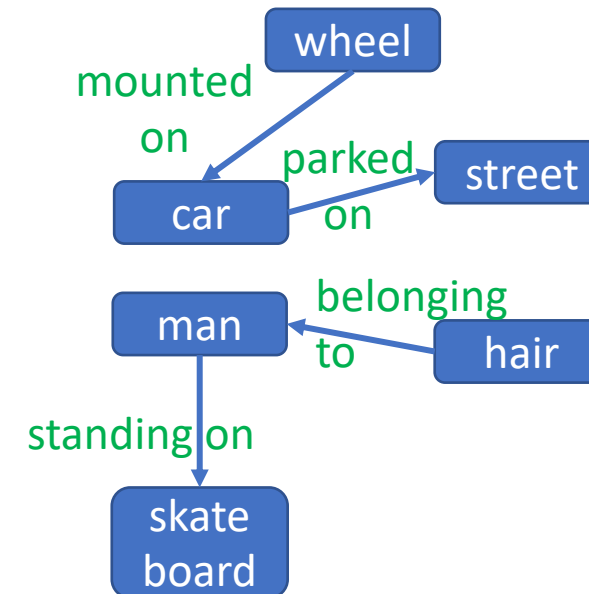 wheel
mounted
on
parked
on
street
car
man
belonging
to
hair
standing on
skate
board